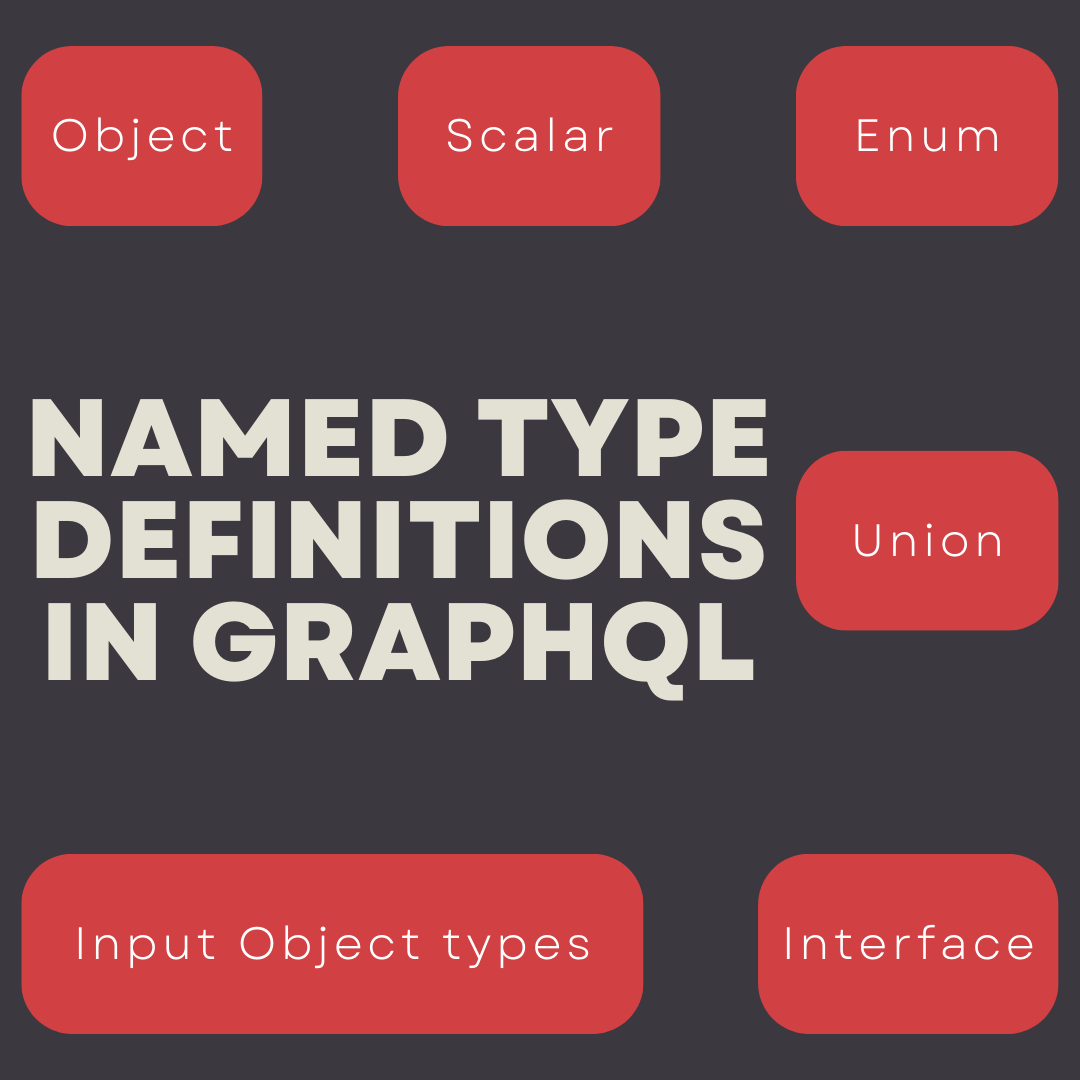 Object
Scalar
Enum
NAMED TYPE
DEFINITIONS
IN GRAPHQL
Union
Input Object types
Interface